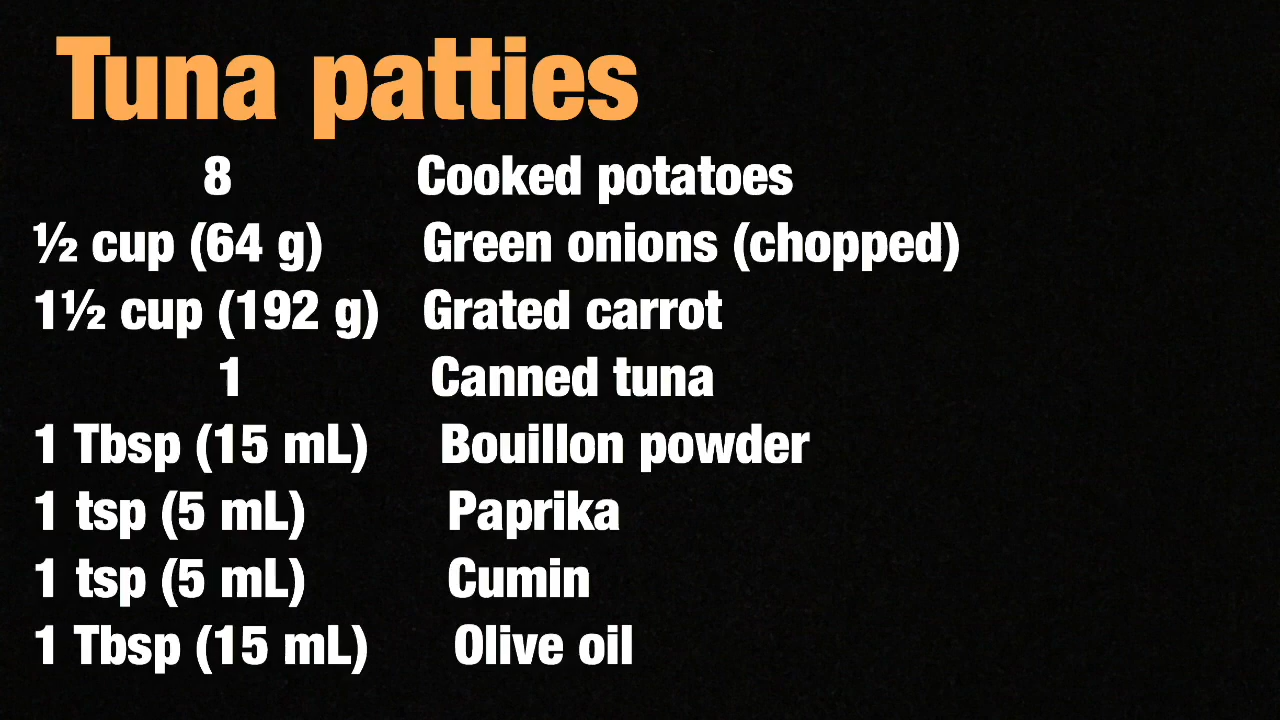 Tuna patties
8 Cooked potatoes
½ cup (64 g) Green onions (chopped)
1½ cup (192 g) Grated carrot
1 Canned tuna
1 Tbsp (15 mL) Bouillon powder
1 tsp (5 mL) Paprika
1 tsp (5 mL) Cumin
1 Tbsp (15 mL) Olive oil